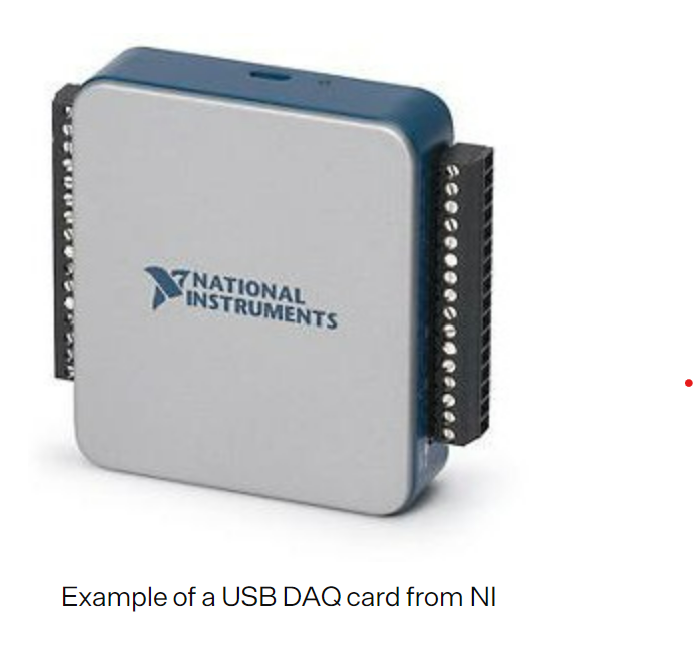 NATIONAL
INSTRUMENTS
Example of a USB DAQ card from NI